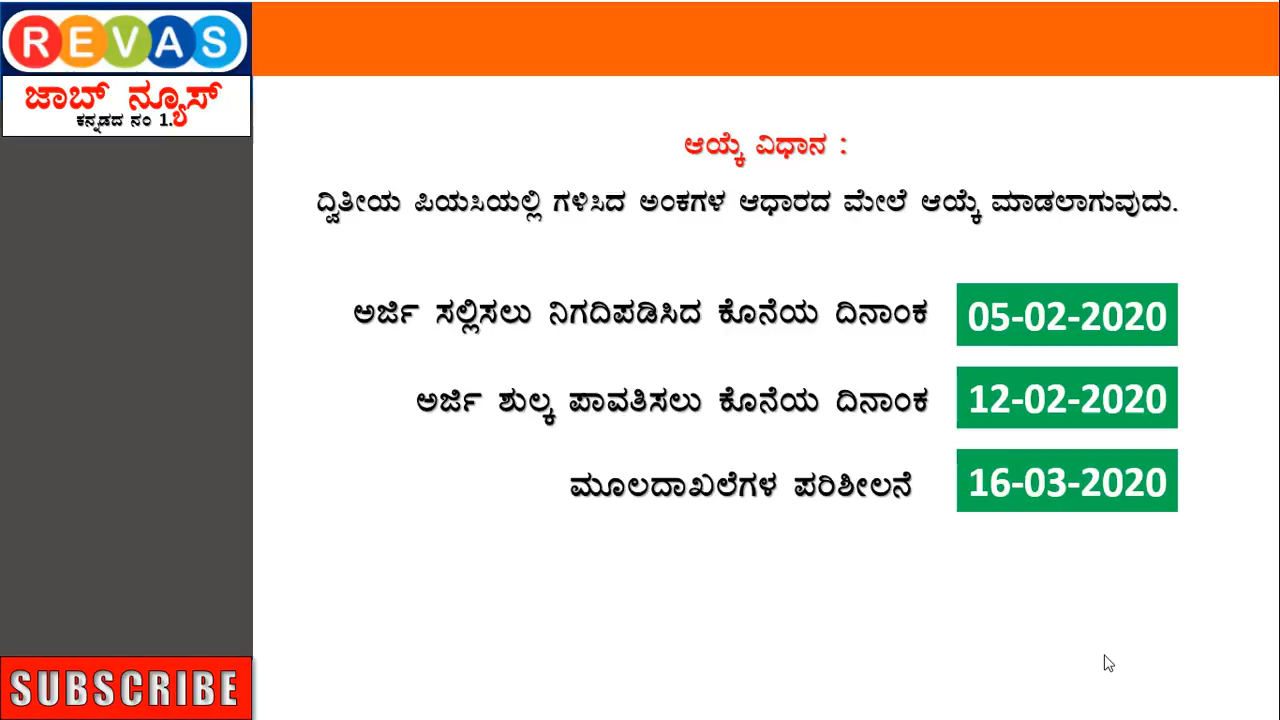 REVAS
ಜಾಬ್ ನ್ಯೂಸ್
ಕನ್ನಡದ ನಂ 1.
ಆಯ್ಕೆ ವಿಧಾನ :
ದ್ವಿತೀಯ ಪಿಯಸಿಯಲ್ಲಿ ಗಳಿಸಿದ ಅಂಕಗಳ ಆಧಾರದ ಮೇಲೆ ಆಯ್ಕೆ ಮಾಡಲಾಗುವುದು.
ಅರ್ಜಿ ಸಲ್ಲಿಸಲು ನಿಗದಿಪಡಿಸಿದ ಕೊನೆಯ ದಿನಾಂಕ 05-02-2020
ಅರ್ಜಿ ಶುಲ್ಕ ಪಾವತಿಸಲು ಕೊನೆಯ ದಿನಾಂಕ 12-02-2020
ಮೂಲದಾಖಲೆಗಳ ಪರಿಶೀಲನೆ 16-03-2020
SUBSCRIBE